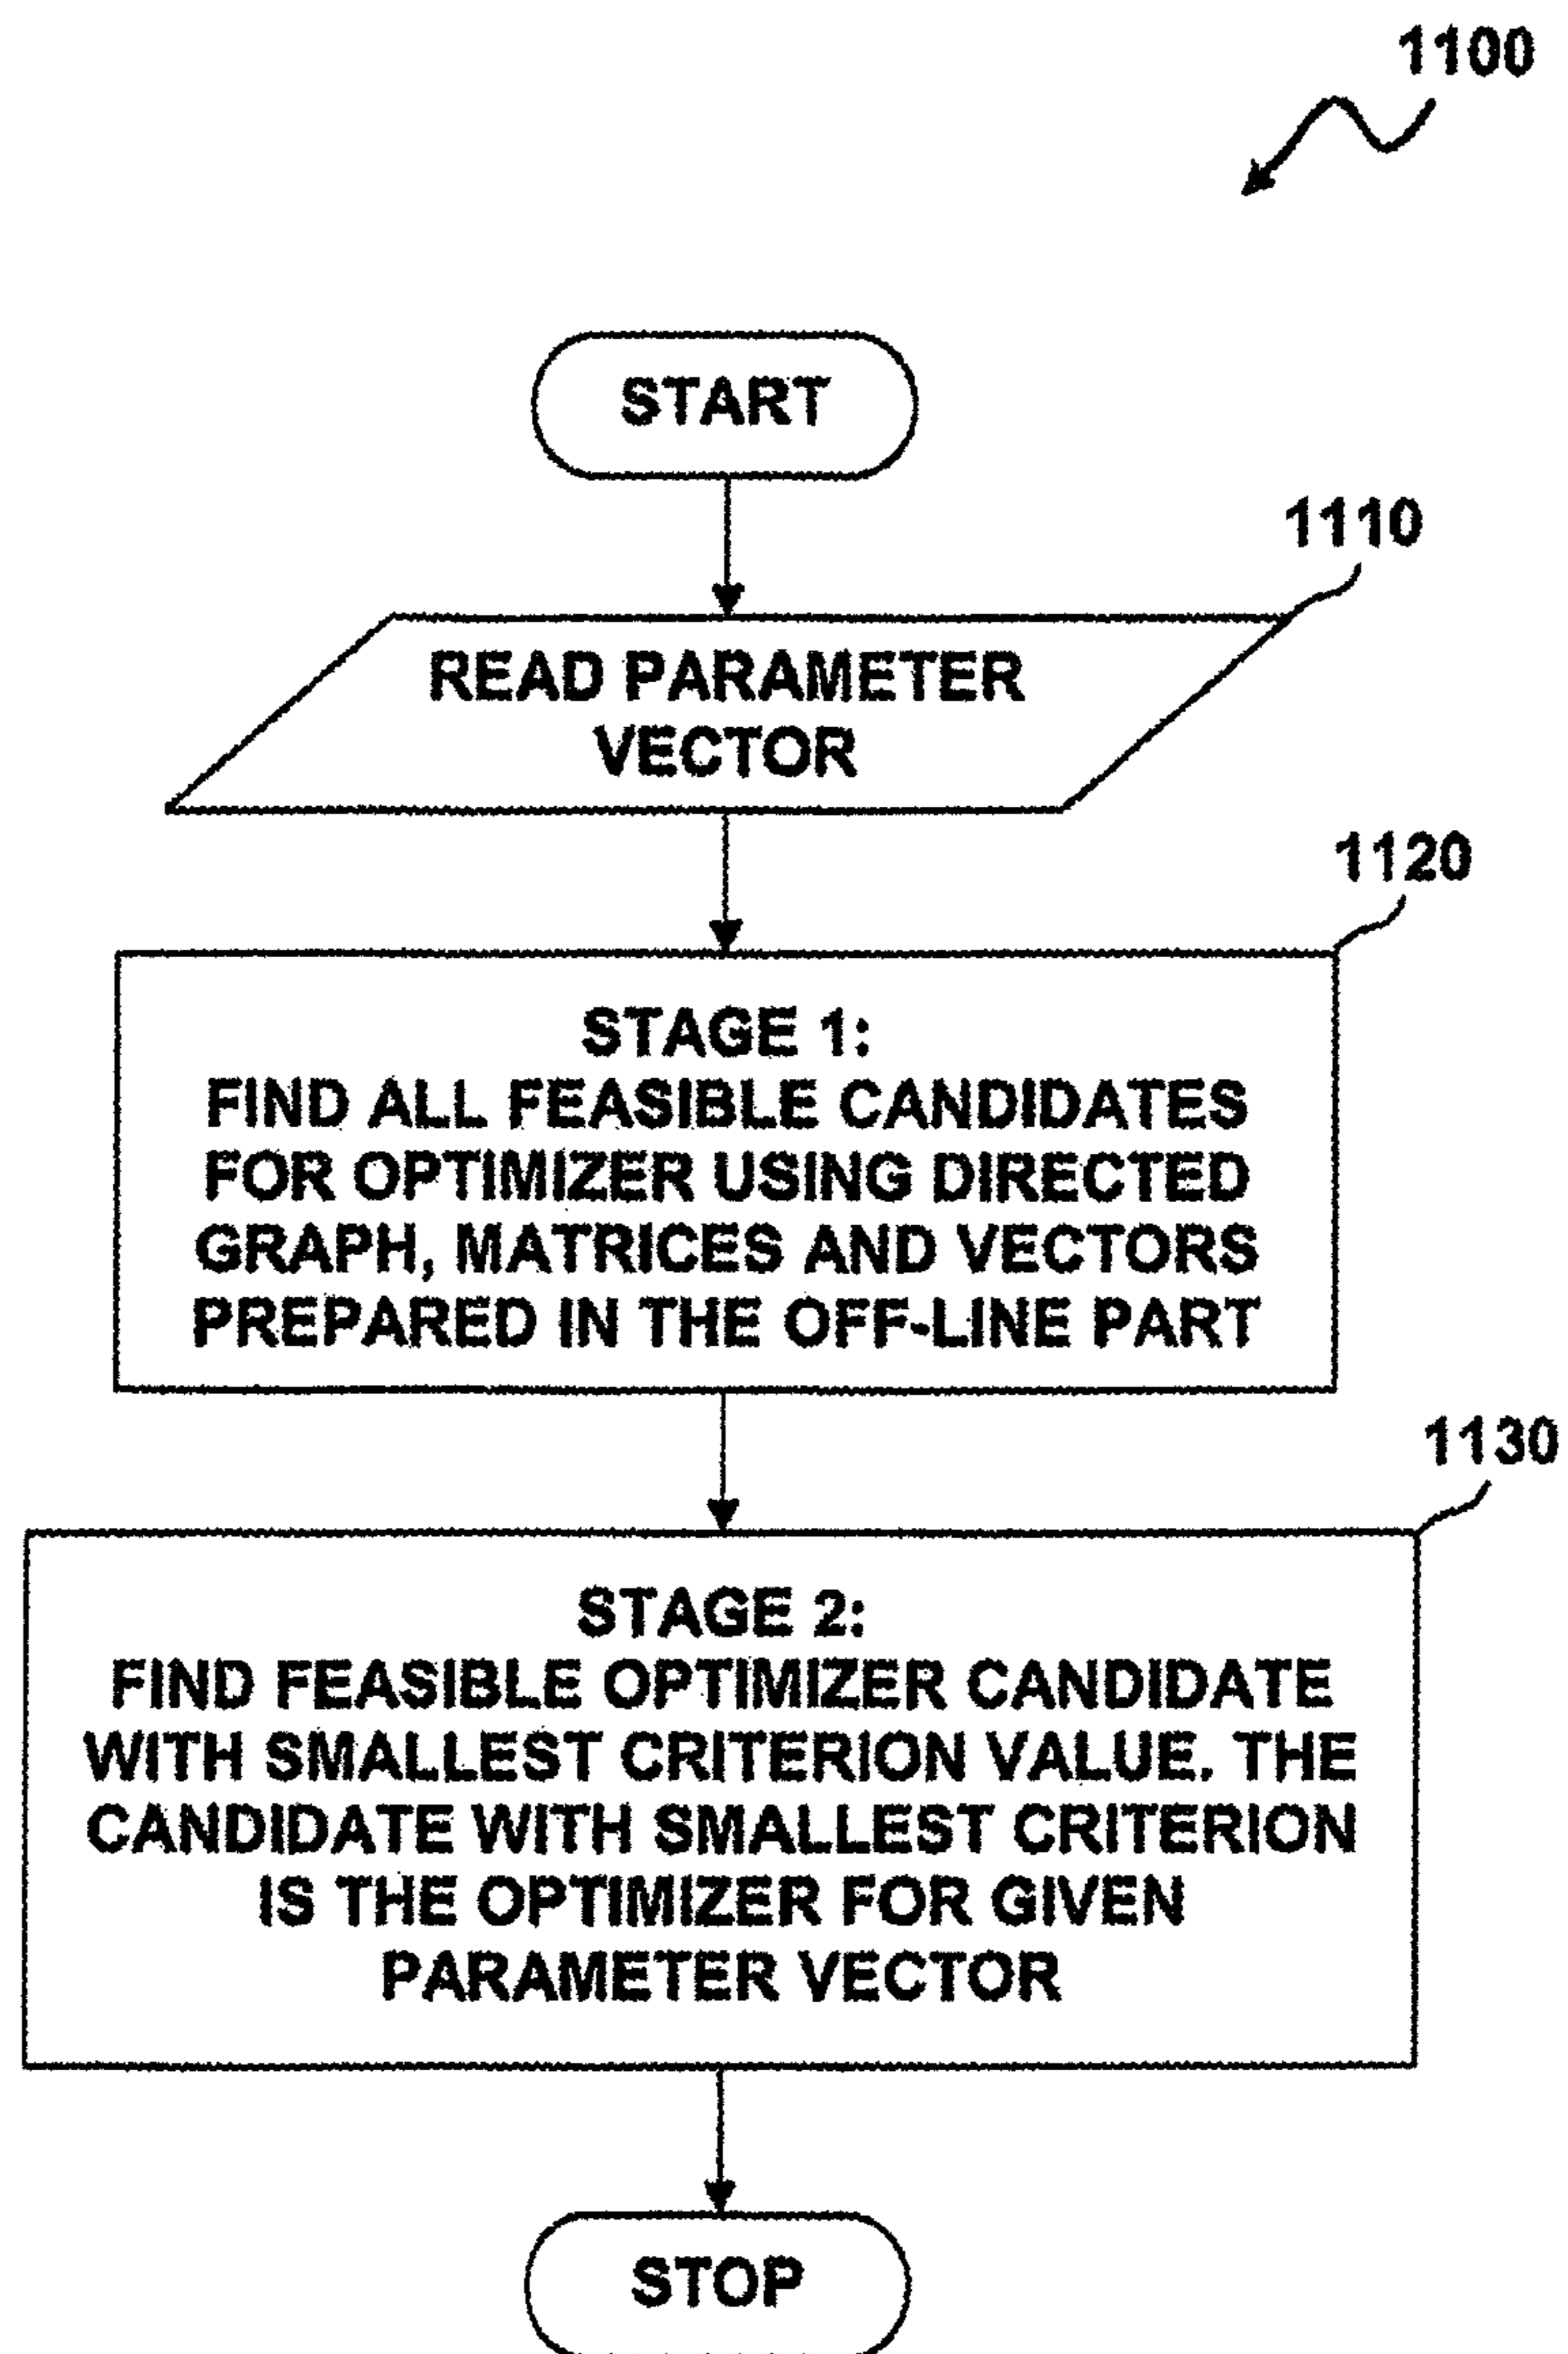 1100
START
1110
READ PARAMETER
VECTOR
1120
STAGE 1:
FIND ALL FEASIBLE CANDIDATES
FOR OPTIMIZER USING DIRECTED
GRAPH, MATRICES AND VECTORS
PREPARED IN THE OFF-LINE PART
1130
STAGE 2:
FIND FEASIBLE OPTIMIZER CANDIDATE
WITH SMALLEST CRITERION VALUE. THE
CANDIDATE WITH SMALLEST CRITERION
IS THE OPTIMIZER FOR GIVEN
PARAMETER VECTOR
STOP